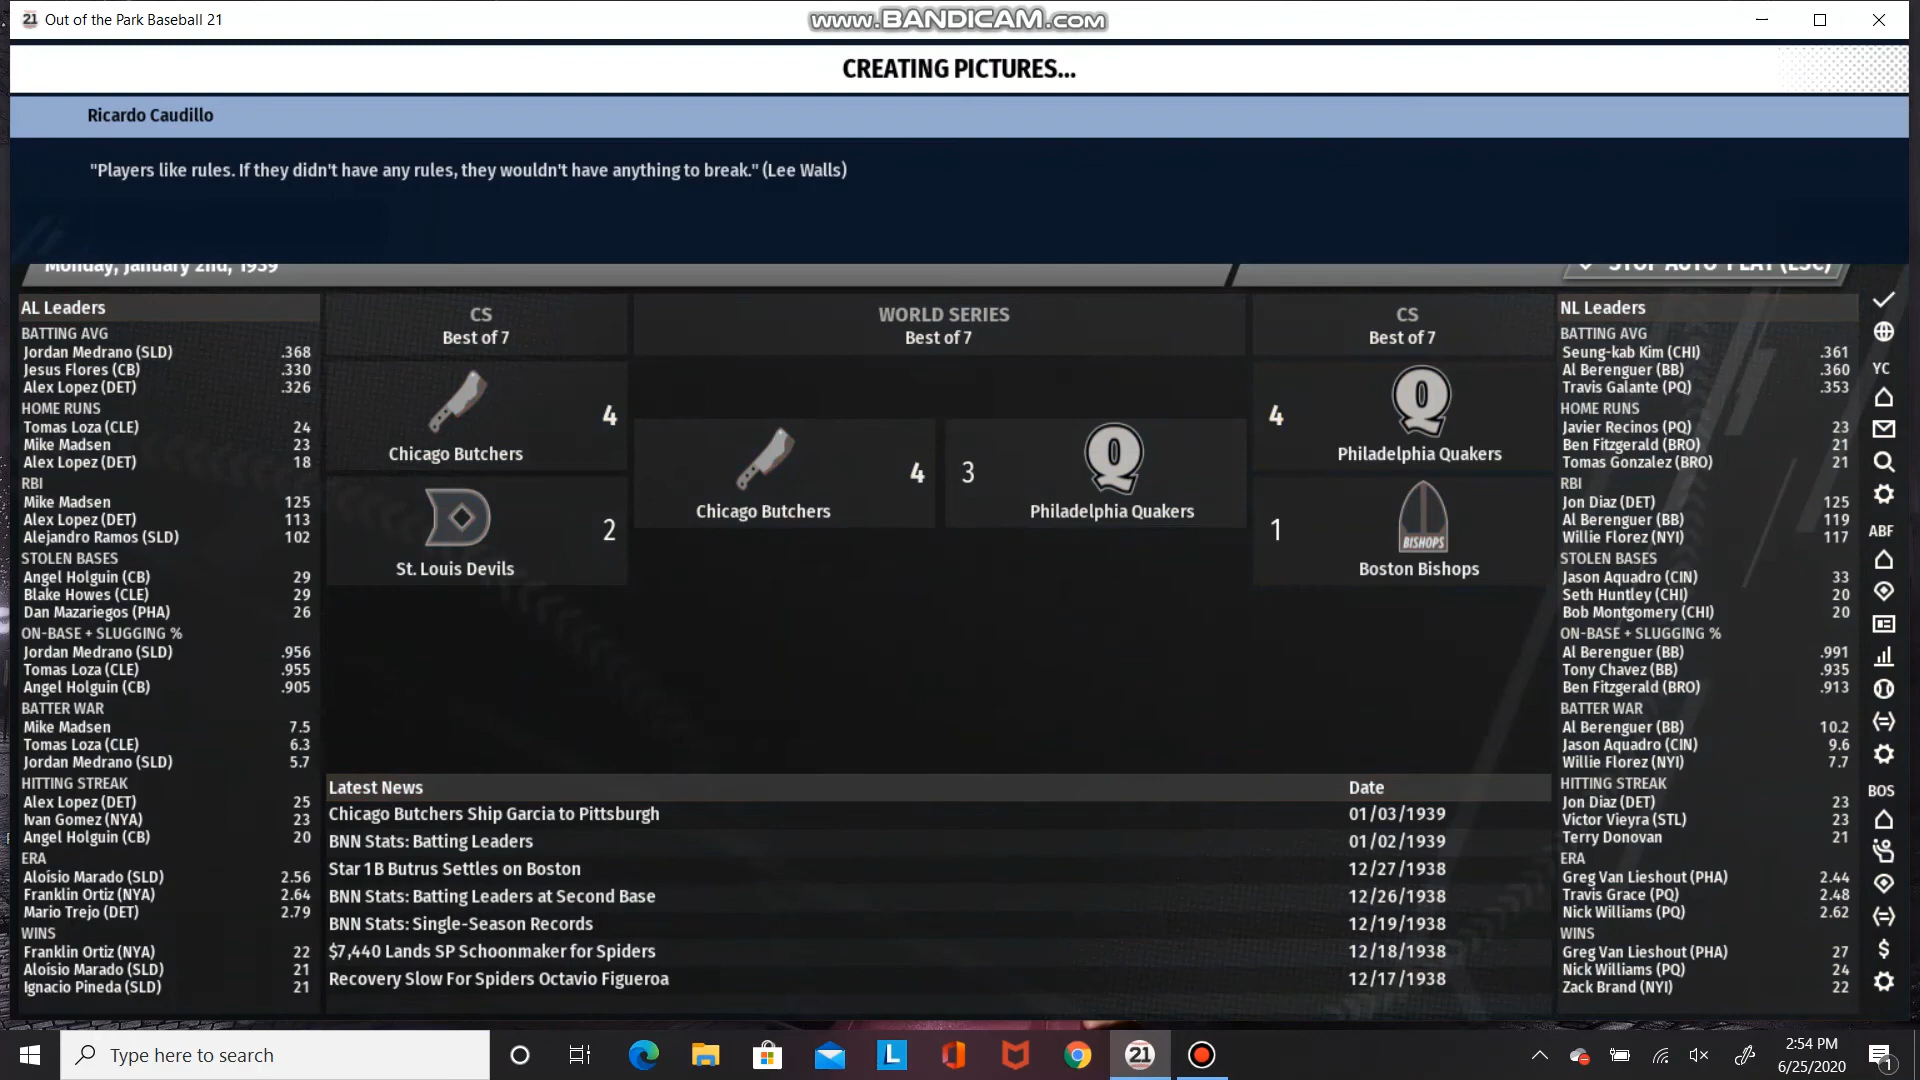 21 Out of the Park Baseball 21
www.BANDICAM.com
CREATING PICTURES...
Ricardo Caudillo
"Players like rules. If they didn't have any rules, they wouldn't have anything to break." (Lee Walls)
Monday, January 2nd, 1939
STOP AUTO-PLAY (ESC)
AL Leaders
BATTING AVG
Jordan Medrano (SLD) .368
Jesus Flores (CB) .330
Alex Lopez (DET) .326
HOME RUNS
Tomas Loza (CLE) 24
Mike Madsen 23
Alex Lopez (DET) 18
RBI
Mike Madsen 125
Alex Lopez (DET) 113
Alejandro Ramos (SLD) 102
STOLEN BASES
Angel Holguin (CB) 29
Blake Howes (CLE) 29
Dan Mazariegos (PHA) 26
ON-BASE + SLUGGING %
Jordan Medrano (SLD) .956
Tomas Loza (CLE) .955
Angel Holguin (CB) .905
BATTER WAR
Mike Madsen 7.5
Tomas Loza (CLE) 6.3
Jordan Medrano (SLD) 5.7
HITTING STREAK
Alex Lopez (DET) 25
Ivan Gomez (NYA) 23
Angel Holguin (CB) 20
ERA
Aloísio Marado (SLD) 2.56
Franklin Ortiz (NYA) 2.64
Mario Trejo (DET) 2.79
WINS
Franklin Ortiz (NYA) 22
Aloísio Marado (SLD) 21
Ignacio Pineda (SLD) 21
CS
Best of 7
Chicago Butchers 4
St. Louis Devils 2
WORLD SERIES
Best of 7
Chicago Butchers 4
3 Q Philadelphia Quakers
CS
Best of 7
4 Q Philadelphia Quakers
1 BISHOPS Boston Bishops
Latest News Date
Chicago Butchers Ship Garcia to Pittsburgh 01/03/1939
BNN Stats: Batting Leaders 01/02/1939
Star 1B Butrus Settles on Boston 12/27/1938
BNN Stats: Batting Leaders at Second Base 12/26/1938
BNN Stats: Single-Season Records 12/19/1938
$7,440 Lands SP Schoonmaker for Spiders 12/18/1938
Recovery Slow For Spiders Octavio Figueroa 12/17/1938
NL Leaders
BATTING AVG
Seung-kab Kim (CHI) .361
Al Berenguer (BB) .360
Travis Galante (PQ) .353
HOME RUNS
Javier Recinos (PQ) 23
Ben Fitzgerald (BRO) 21
Tomas Gonzalez (BRO) 21
RBI
Jon Diaz (DET) 125
Al Berenguer (BB) 119
Willie Florez (NYI) 117
STOLEN BASES
Jason Aquadro (CIN) 33
Seth Huntley (CHI) 20
Bob Montgomery (CHI) 20
ON-BASE + SLUGGING %
Al Berenguer (BB) .991
Tony Chavez (BB) .935
Ben Fitzgerald (BRO) .913
BATTER WAR
Al Berenguer (BB) 10.2
Jason Aquadro (CIN) 9.6
Willie Florez (NYI) 7.7
HITTING STREAK
Jon Diaz (DET) 23
Victor Vieyra (STL) 23
Terry Donovan 21
ERA
Greg Van Lieshout (PHA) 2.44
Travis Grace (PQ) 2.48
Nick Williams (PQ) 2.62
WINS
Greg Van Lieshout (PHA) 27
Nick Williams (PQ) 24
Zack Brand (NYI) 22
YC
ABF
BOS
$
Type here to search
L
21
2:54 PM
6/25/2020
1